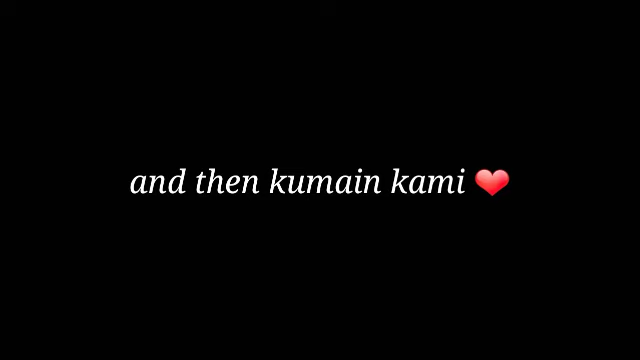 and then kumain kami ❤️